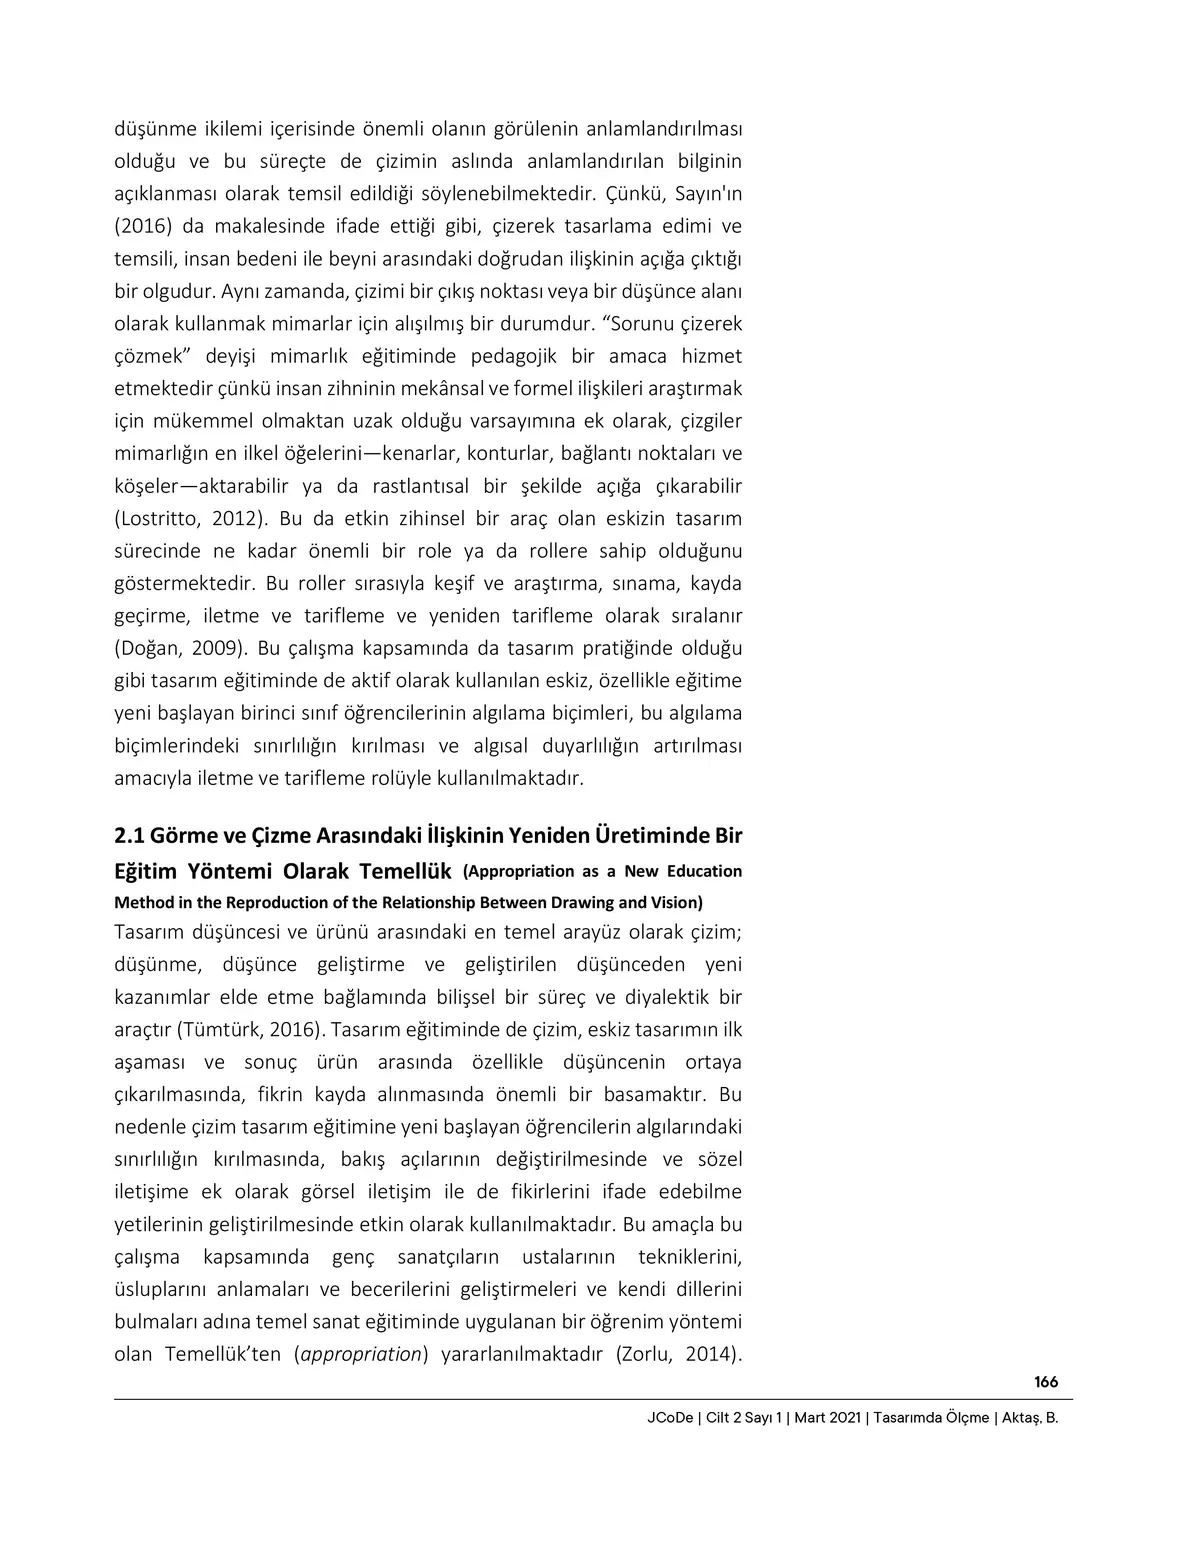 düşünme ikilemi içerisinde önemli olanın görülenin anlamlandırılması
olduğu ve bu süreçte de çizimin aslında anlamlandırılan bilginin
açıklanması olarak temsil edildiği söylenebilmektedir. Çünkü, Sayın'ın
(2016) da makalesinde ifade ettiği gibi, çizerek tasarlama edimi ve
temsili, insan bedeni ile beyni arasındaki doğrudan ilişkinin açığa çıktığı
bir olgudur. Aynı zamanda, çizimi bir çıkış noktası veya bir düşünce alanı
olarak kullanmak mimarlar için alışılmış bir durumdur. “Sorunu çizerek
çözmek” deyişi mimarlık eğitiminde pedagojik bir amaca hizmet
etmektedir çünkü insan zihninin mekânsal ve formel ilişkileri araştırmak
için mükemmel olmaktan uzak olduğu varsayımına ek olarak, çizgiler
mimarlığın en ilkel öğelerini—kenarlar, konturlar, bağlantı noktaları ve
köşeler—aktarabilir ya da rastlantısal bir şekilde açığa çıkarabilir
(Lostritto, 2012). Bu da etkin zihinsel bir araç olan eskizin tasarım
sürecinde ne kadar önemli bir role ya da rollere sahip olduğunu
göstermektedir. Bu roller sırasıyla keşif ve araştırma, sınama, kayda
geçirme, iletme ve tarifleme ve yeniden tarifleme olarak sıralanır
(Doğan, 2009). Bu çalışma kapsamında da tasarım pratiğinde olduğu
gibi tasarım eğitiminde de aktif olarak kullanılan eskiz, özellikle eğitime
yeni başlayan birinci sınıf öğrencilerinin algılama biçimleri, bu algılama
biçimlerindeki sınırlılığın kırılması ve algısal duyarlılığın artırılması
amacıyla iletme ve tarifleme rolüyle kullanılmaktadır.
2.1 Görme ve Çizme Arasındaki İlişkinin Yeniden Üretiminde Bir
Eğitim Yöntemi Olarak Temellük (Appropriation as a New Education
Method in the Reproduction of the Relationship Between Drawing and Vision)
Tasarım düşüncesi ve ürünü arasındaki en temel arayüz olarak çizim;
düşünme, düşünce geliştirme ve geliştirilen düşünceden yeni
kazanımlar elde etme bağlamında bilişsel bir süreç ve diyalektik bir
araçtır (Tümtürk, 2016). Tasarım eğitiminde de çizim, eskiz tasarımın ilk
aşaması ve sonuç ürün arasında özellikle düşüncenin ortaya
çıkarılmasında, fikrin kayda alınmasında önemli bir basamaktır. Bu
nedenle çizim tasarım eğitimine yeni başlayan öğrencilerin algılarındaki
sınırlılığın kırılmasında, bakış açılarının değiştirilmesinde ve sözel
iletişime ek olarak görsel iletişim ile de fikirlerini ifade edebilme
yetilerinin geliştirilmesinde etkin olarak kullanılmaktadır. Bu amaçla bu
çalışma kapsamında genç sanatçıların ustalarının tekniklerini,
üsluplarını anlamaları ve becerilerini geliştirmeleri ve kendi dillerini
bulmaları adına temel sanat eğitiminde uygulanan bir öğrenim yöntemi
olan Temellük’ten (appropriation) yararlanılmaktadır (Zorlu, 2014).
166
JCoDe | Cilt 2 Sayı 1 | Mart 2021 | Tasarımda Ölçme | Aktaş, B.